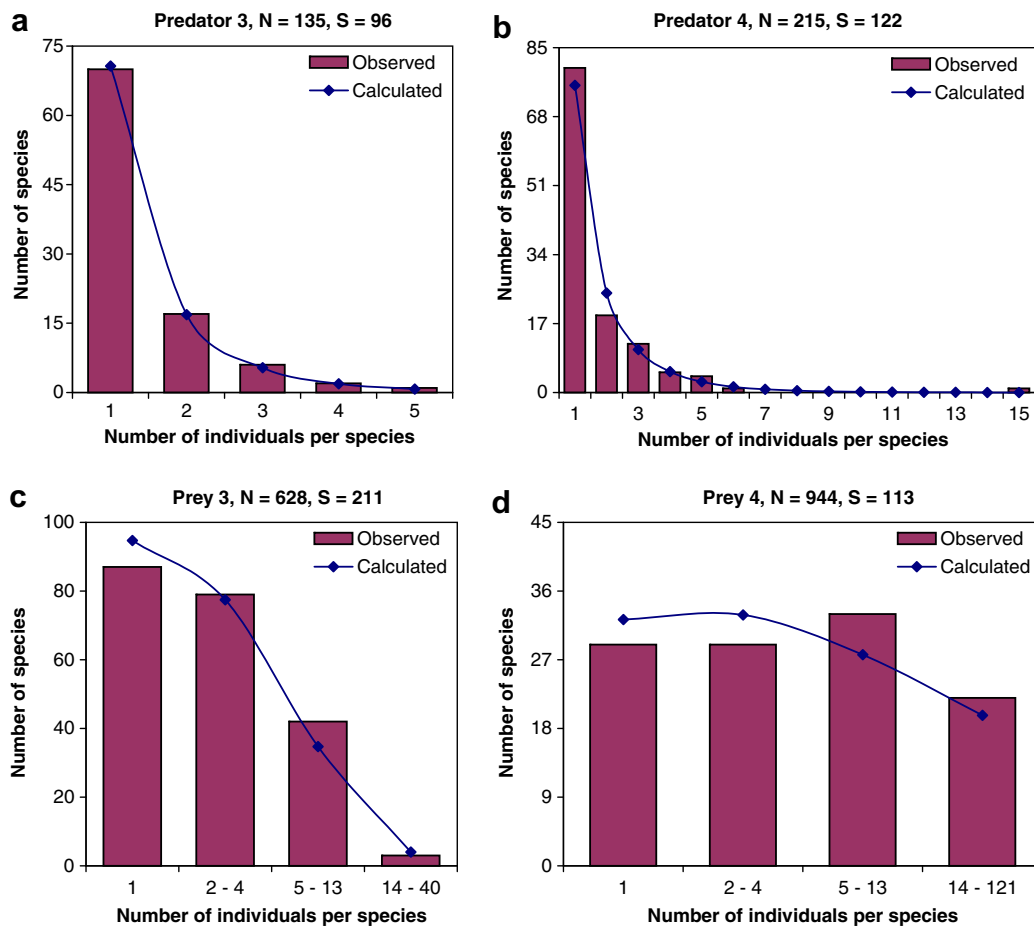 a
Predator 3, N = 135, S = 96
75
60
45
30
15
0
Number of species
Observed
Calculated
1 2 3 4 5
Number of individuals per species
b
Predator 4, N = 215, S = 122
85
68
51
34
17
0
Number of species
Observed
Calculated
1 3 5 7 9 11 13 15
Number of individuals per species
c
Prey 3, N = 628, S = 211
100
80
60
40
20
0
Number of species
Observed
Calculated
1 2 - 4 5 - 13 14 - 40
Number of individuals per species
d
Prey 4, N = 944, S = 113
45
36
27
18
9
0
Number of species
Observed
Calculated
1 2 - 4 5 - 13 14 - 121
Number of individuals per species